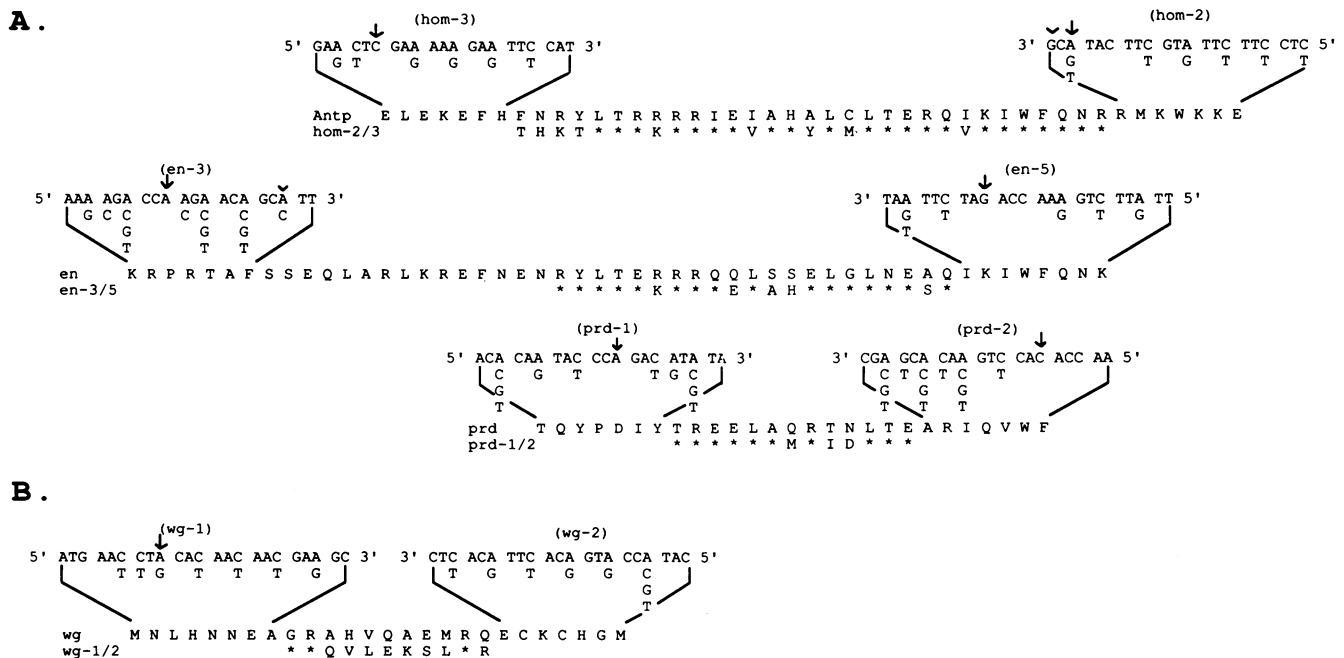 A.
(hom-3) (hom-2)
5' GAA CTC GAA AAA GAA TTC CAT 3' 3' GCA TAC TTC GTA TTC TTC CTC 5'
G T G G G T G T G T T T
T
Antp E L E K E F H F N R Y L T R R R R I E I A H A L C L T E R Q I K I W F Q N R R M K W K K E
hom-2/3 T H K T * * * K * * * V * * Y * M * * * * * V * * * * * * *
(en-3) (en-5)
5' AAA AGA CCA AGA ACA GCA TT 3' 3' TAA TTC TAG ACC AAA GTC TTA TT 5'
G C C C C C C G T G T G
G G G T
T T T
en K R P R T A F S S E Q L A R L K R E F N E N R Y L T E R R R Q Q L S S E L G L N E A Q I K I W F Q N K
en-3/5 * * * * * K * * * E * A H * * * * * * S *
(prd-1) (prd-2)
5' ACA CAA TAC CCA GAC ATA TA 3' 3' CGA GCA CAA GTC CAC ACC AA 5'
C G T T G C C T C T C T
G G G G G
T T T T T
prd T Q Y P D I Y T R E E L A Q R T N L T E A R I Q V W F
prd-1/2 * * * * * * M * I D * * *
B.
(wg-1) (wg-2)
5' ATG AAC CTA CAC AAC AAC GAA GC 3' 3' CTC ACA TTC ACA GTA CCA TAC 5'
T T G T T T G T G T G G C
G
T
wg M N L H N N E A G R A H V Q A E M R Q E C K C H G M
wg-1/2 * * Q V L E K S L * R